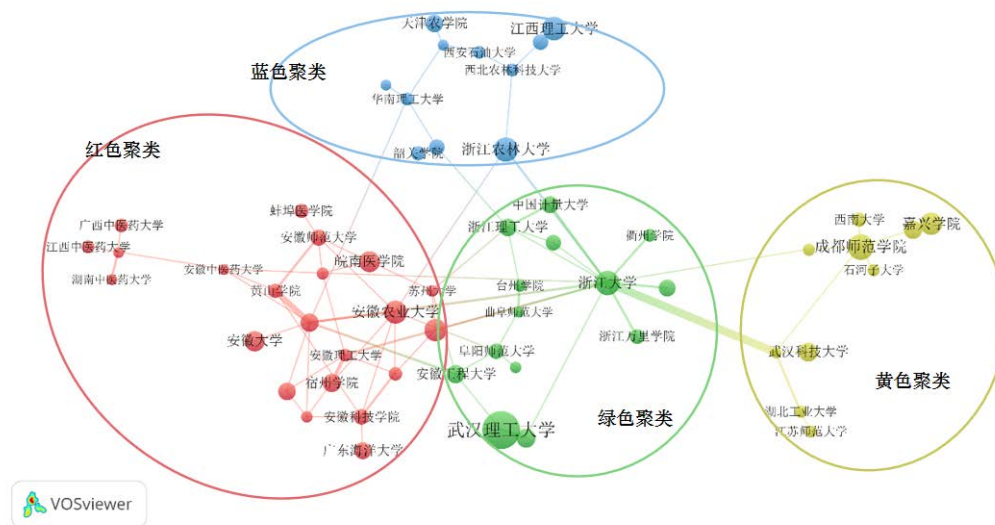 天津农学院
江西理工大学
西安石油大学
西北农林科技大学
蓝色聚类
华南理工大学
韶关学院
浙江农林大学
红色聚类
广西中医药大学
江西中医药大学
湖南中医药大学
蚌埠医学院
安徽师范大学
皖南医学院
安徽中医药大学
黄山学院
苏州大学
安徽农业大学
安徽大学
安徽理工大学
宿州学院
安徽科技学院
广东海洋大学
中国计量大学
浙江理工大学
衢州学院
台州学院
浙江大学
曲阜师范大学
浙江万里学院
阜阳师范大学
安徽工程大学
武汉理工大学
绿色聚类
西南大学
嘉兴学院
成都师范学院
石河子大学
武汉科技大学
黄色聚类
湖北工业大学
江苏师范大学
VOSviewer